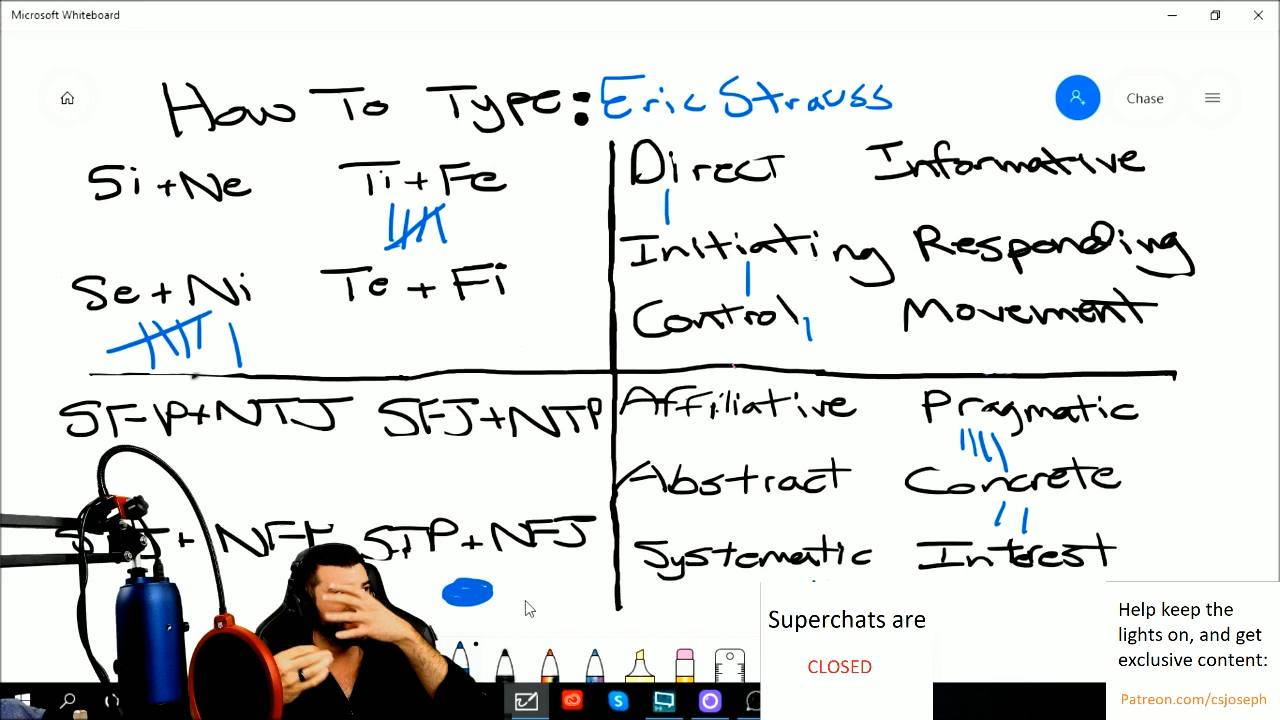 Microsoft Whiteboard
How To Type: Eric Strauss
Chase
Si + Ne Ti + Fe
Se + Ni Te + Fi
Direct Informative
Initiating Responding
Control Movement
SFP + NTJ SFJ + NTP
+ NFP STP + NFJ
Affiliative Pragmatic
Abstract Concrete
Systematic Interest
Superchats are
CLOSED
Help keep the
lights on, and get
exclusive content:
Patreon.com/csjoseph